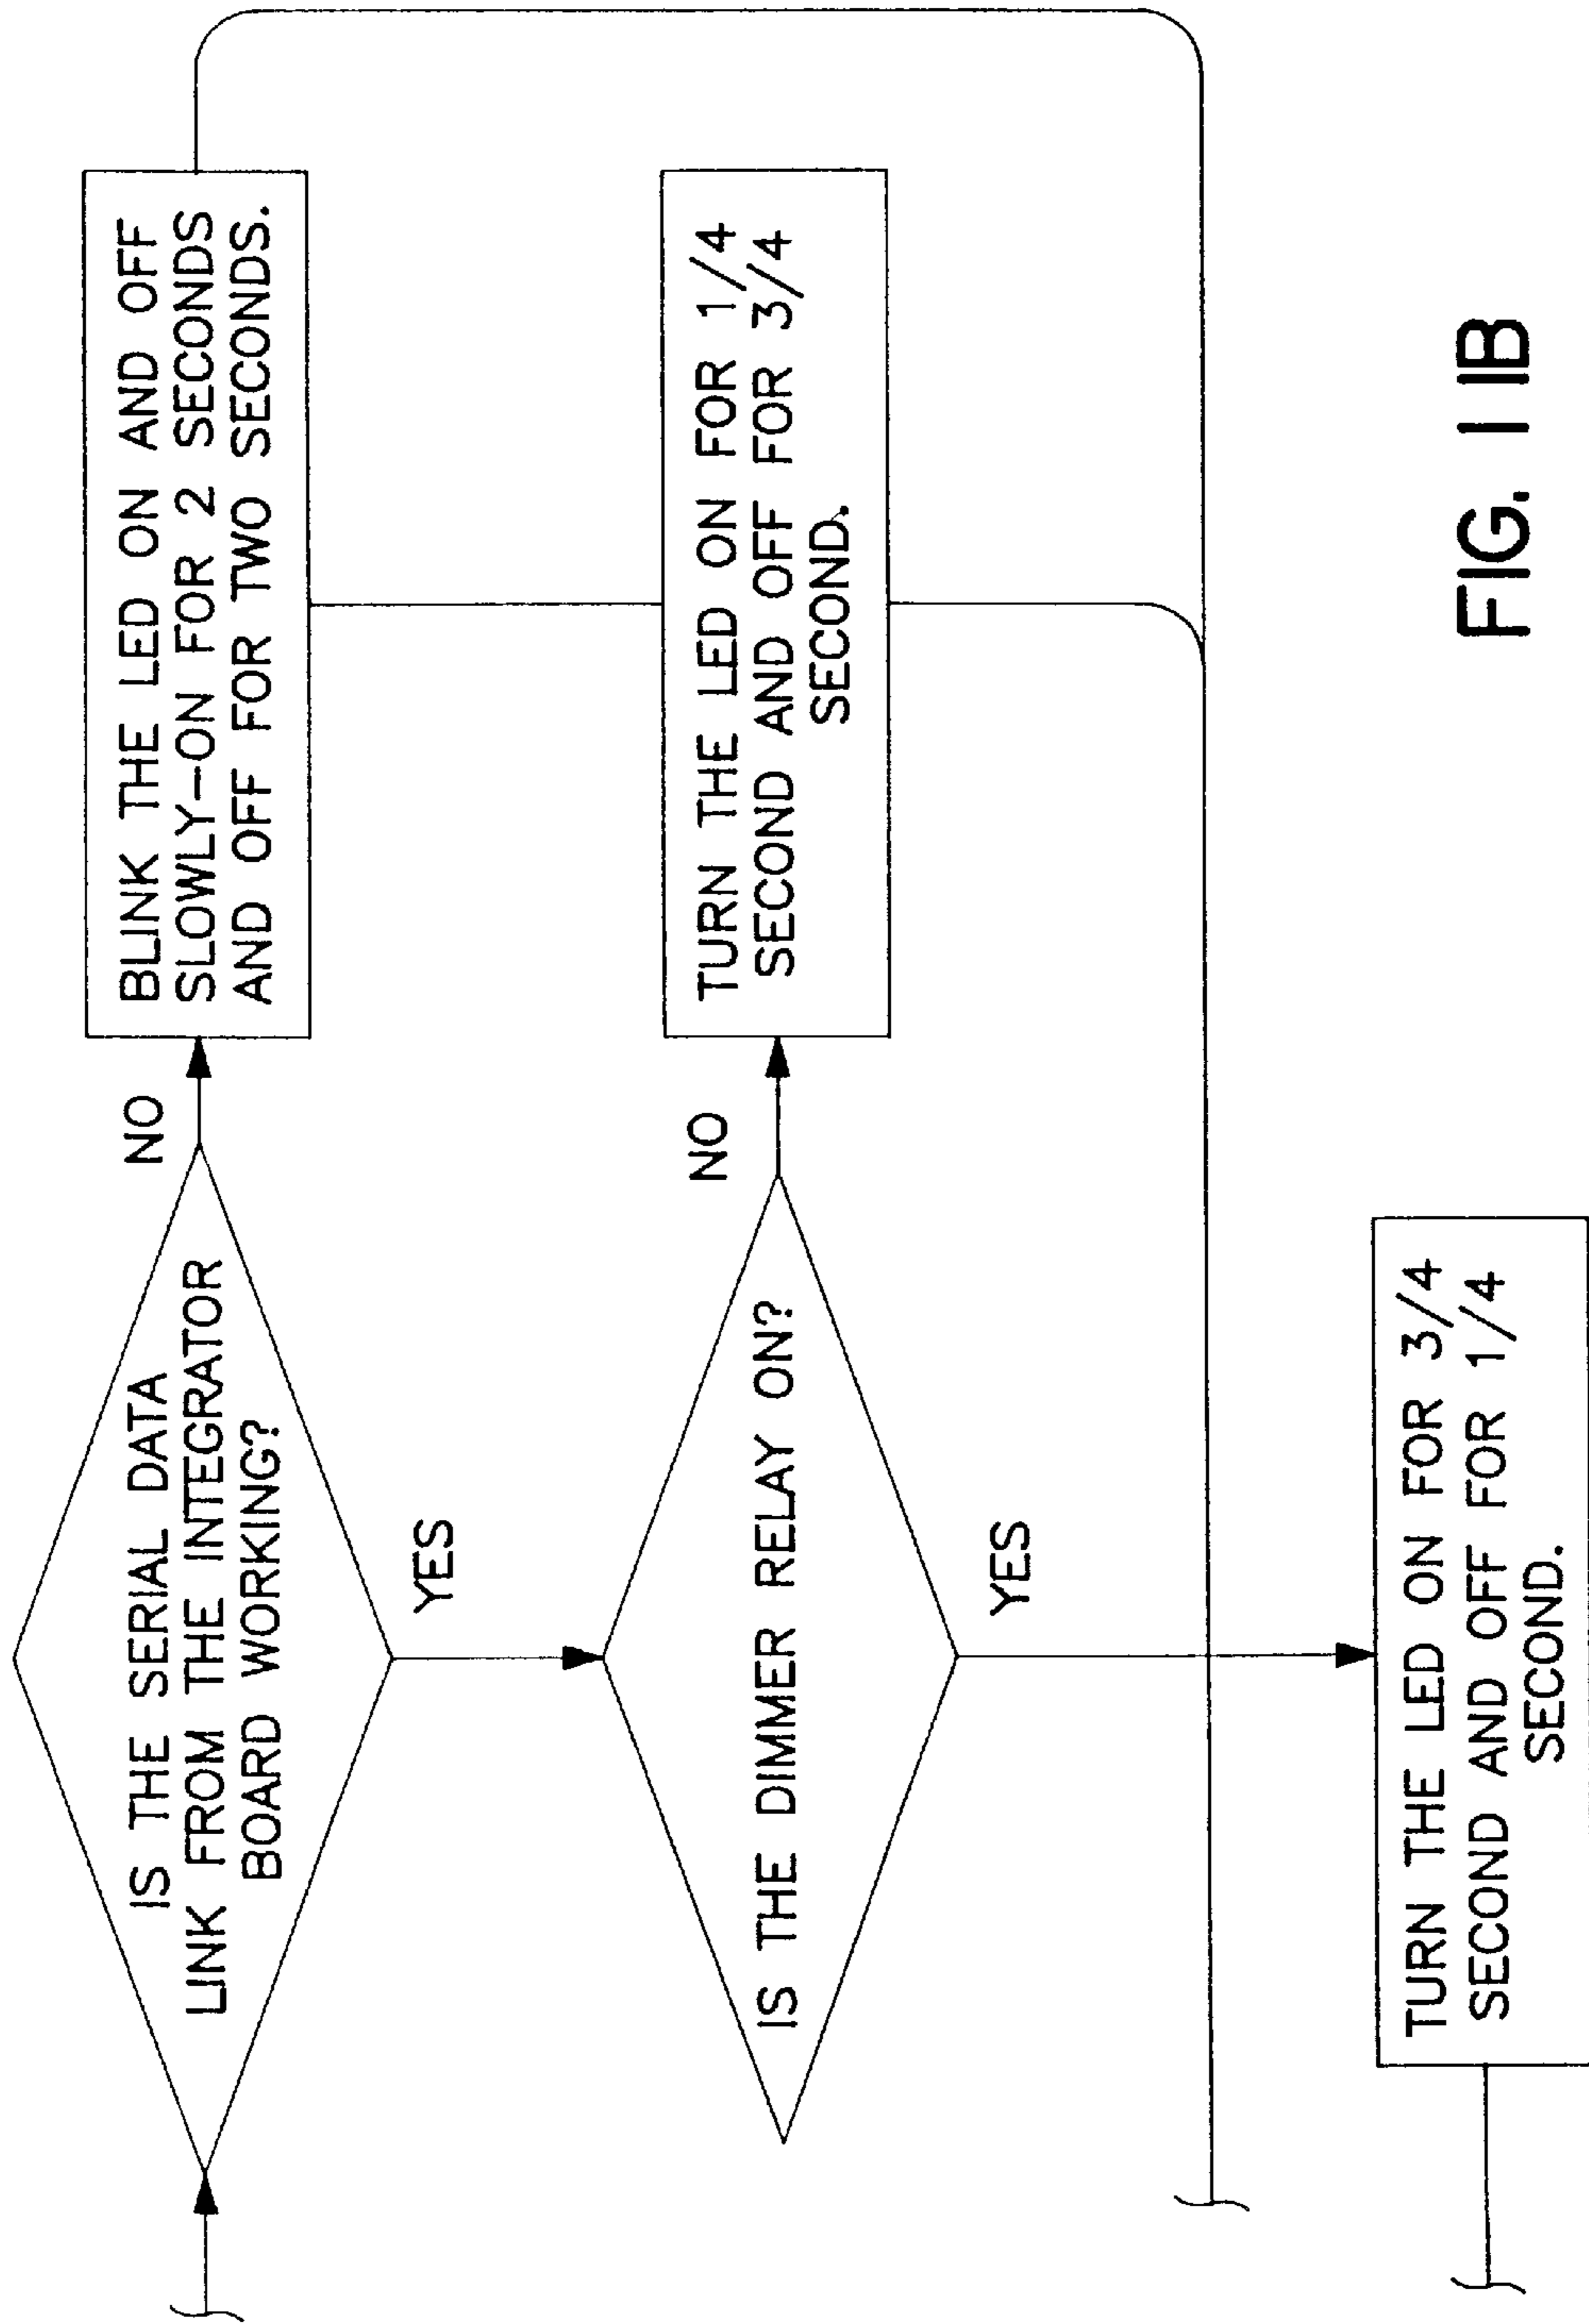 IS THE SERIAL DATA
LINK FROM THE INTEGRATOR
BOARD WORKING?
NO
BLINK THE LED ON AND OFF
SLOWLY-ON FOR 2 SECONDS
AND OFF FOR TWO SECONDS.
YES
IS THE DIMMER RELAY ON?
NO
TURN THE LED ON FOR 1/4
SECOND AND OFF FOR 3/4
SECOND.
YES
TURN THE LED ON FOR 3/4
SECOND AND OFF FOR 1/4
SECOND.
FIG. 11B